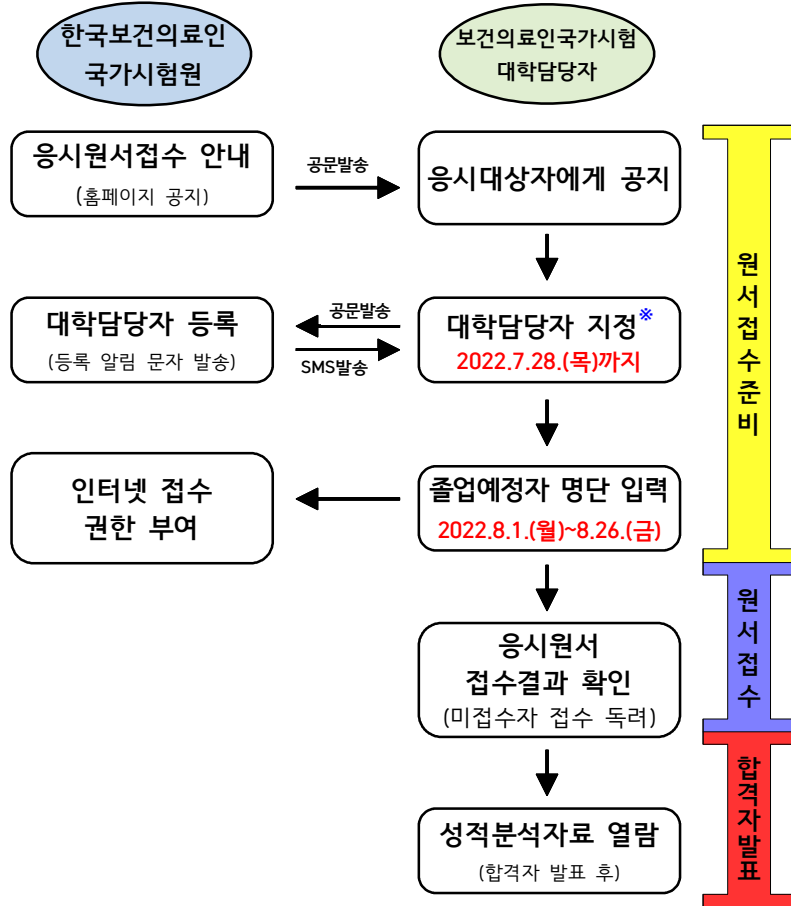 한국보건의료인
국가시험원
보건의료인국가시험
대학담당자
응시원서접수 안내
(홈페이지 공지)
공문발송
응시대상자에게 공지
대학담당자 등록
(등록 알림 문자 발송)
공문발송
SMS발송
대학담당자 지정※
2022.7.28.(목)까지
인터넷 접수
권한 부여
졸업예정자 명단 입력
2022.8.1.(월)~8.26.(금)
응시원서
접수결과 확인
(미접수자 접수 독려)
성적분석자료 열람
(합격자 발표 후)
원서접수준비
원서접수
합격자발표